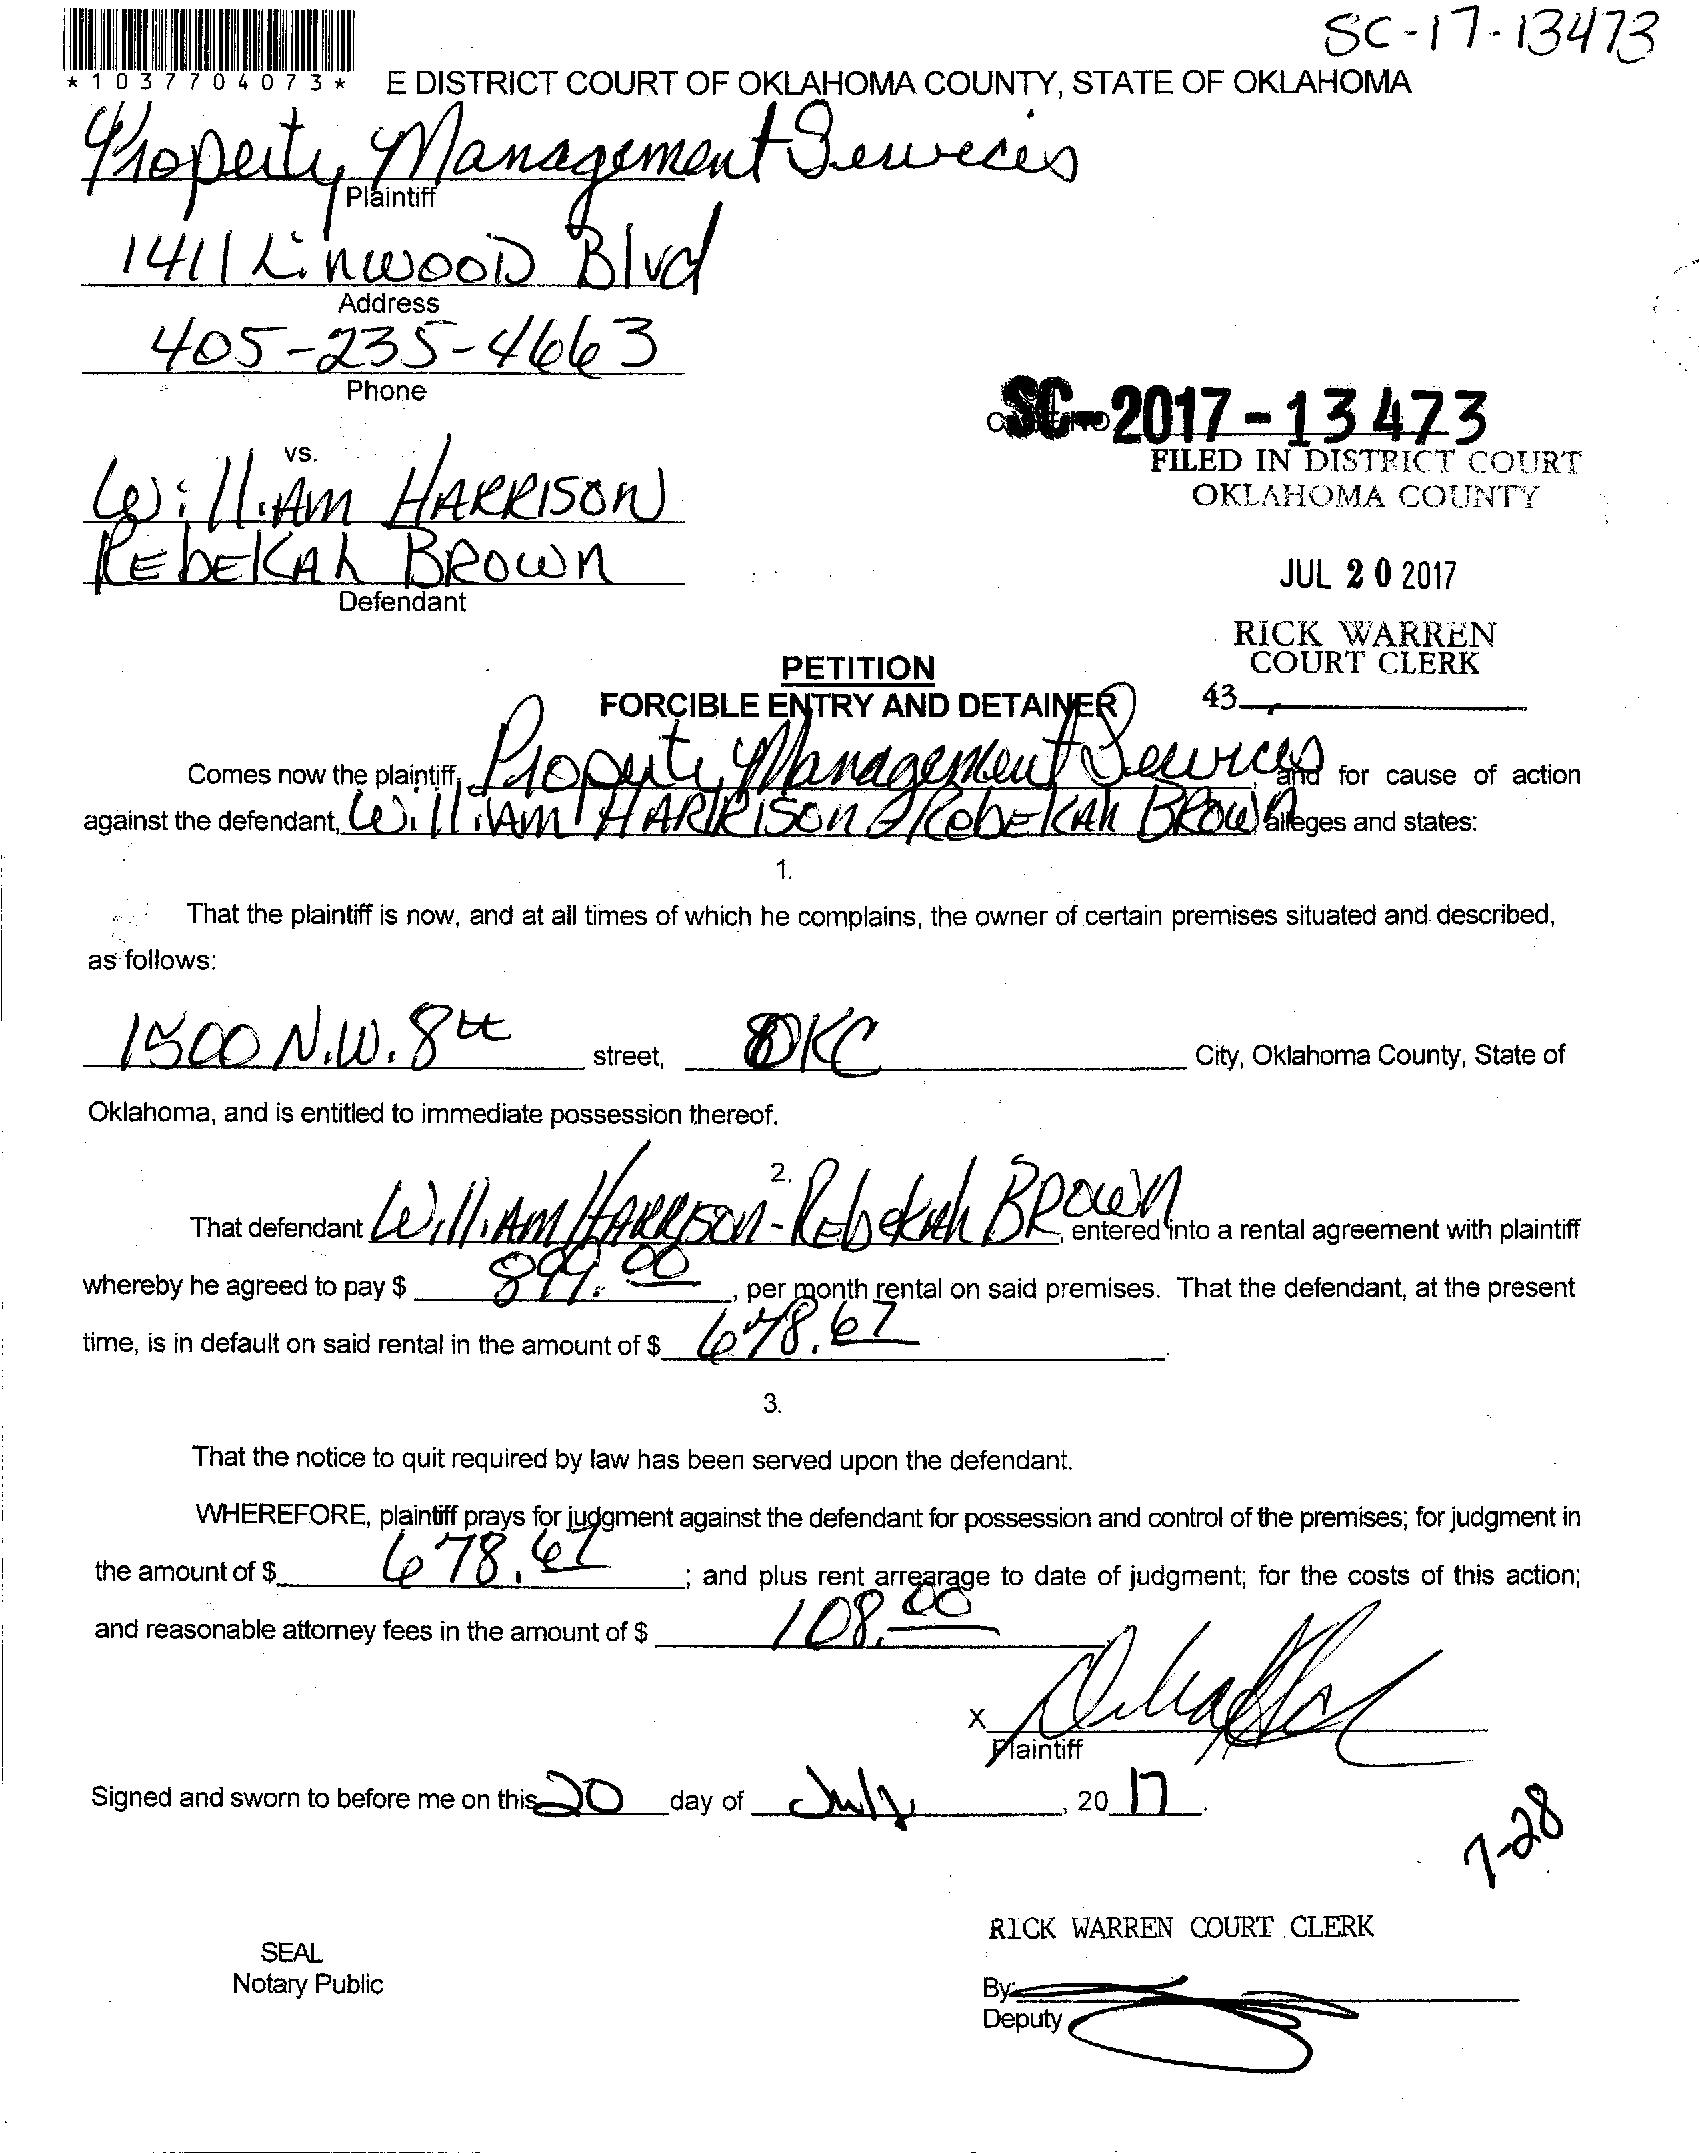 SC-17-13473
*1037704073*
E DISTRICT COURT OF OKLAHOMA COUNTY, STATE OF OKLAHOMA
Property Management Services
Plaintiff
1411 Linwood Blvd
Address
405-235-4663
Phone
SC-2017-13473
FILED IN DISTRICT COURT
OKLAHOMA COUNTY
vs.
William HARRISON
REbEKAh BROWN
Defendant
JUL 20 2017
RICK WARREN
COURT CLERK
43
PETITION
FORCIBLE ENTRY AND DETAINER
Comes now the plaintiff, Property Management Services, and for cause of action
against the defendant, William HARRISON & REbEKAh BROWN alleges and states:
1.
That the plaintiff is now, and at all times of which he complains, the owner of certain premises situated and described,
as follows:
1500 N.W. 8th street, OKC City, Oklahoma County, State of
Oklahoma, and is entitled to immediate possession thereof.
2.
That defendant William HARRISON - Rebekah BROWN, entered into a rental agreement with plaintiff
whereby he agreed to pay $ 899.00, per month rental on said premises. That the defendant, at the present
time, is in default on said rental in the amount of $ 678.67.
3.
That the notice to quit required by law has been served upon the defendant.
WHEREFORE, plaintiff prays for judgment against the defendant for possession and control of the premises; for judgment in
the amount of $ 678.67; and plus rent arrearage to date of judgment; for the costs of this action;
and reasonable attorney fees in the amount of $ 108.00
X
Plaintiff
Signed and sworn to before me on this 20 day of July, 2017.
7-28
RICK WARREN COURT CLERK
SEAL
Notary Public
By
Deputy